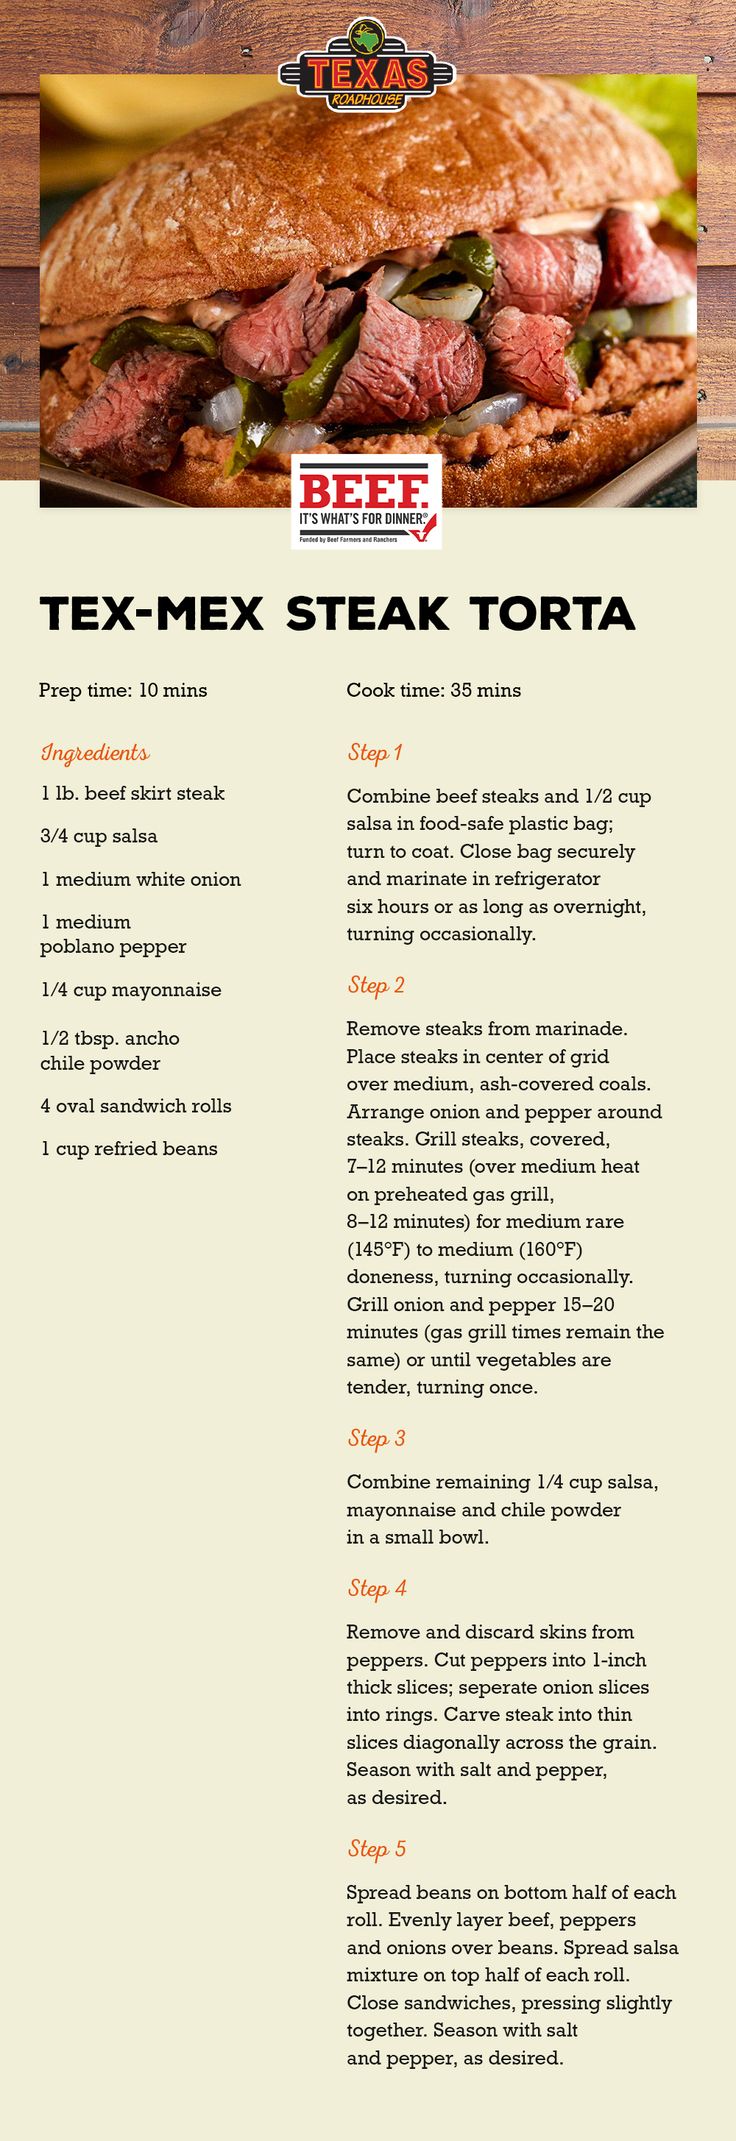 TEXAS
ROADHOUSE
BEEF.
IT'S WHAT'S FOR DINNER.®
Funded by Beef Farmers and Ranchers
TEX-MEX STEAK TORTA
Prep time: 10 mins
Cook time: 35 mins
Ingredients
1 lb. beef skirt steak
3/4 cup salsa
1 medium white onion
1 medium
poblano pepper
1/4 cup mayonnaise
1/2 tbsp. ancho
chile powder
4 oval sandwich rolls
1 cup refried beans
Step 1
Combine beef steaks and 1/2 cup
salsa in food-safe plastic bag;
turn to coat. Close bag securely
and marinate in refrigerator
six hours or as long as overnight,
turning occasionally.
Step 2
Remove steaks from marinade.
Place steaks in center of grid
over medium, ash-covered coals.
Arrange onion and pepper around
steaks. Grill steaks, covered,
7–12 minutes (over medium heat
on preheated gas grill,
8–12 minutes) for medium rare
(145°F) to medium (160°F)
doneness, turning occasionally.
Grill onion and pepper 15–20
minutes (gas grill times remain the
same) or until vegetables are
tender, turning once.
Step 3
Combine remaining 1/4 cup salsa,
mayonnaise and chile powder
in a small bowl.
Step 4
Remove and discard skins from
peppers. Cut peppers into 1-inch
thick slices; seperate onion slices
into rings. Carve steak into thin
slices diagonally across the grain.
Season with salt and pepper,
as desired.
Step 5
Spread beans on bottom half of each
roll. Evenly layer beef, peppers
and onions over beans. Spread salsa
mixture on top half of each roll.
Close sandwiches, pressing slightly
together. Season with salt
and pepper, as desired.